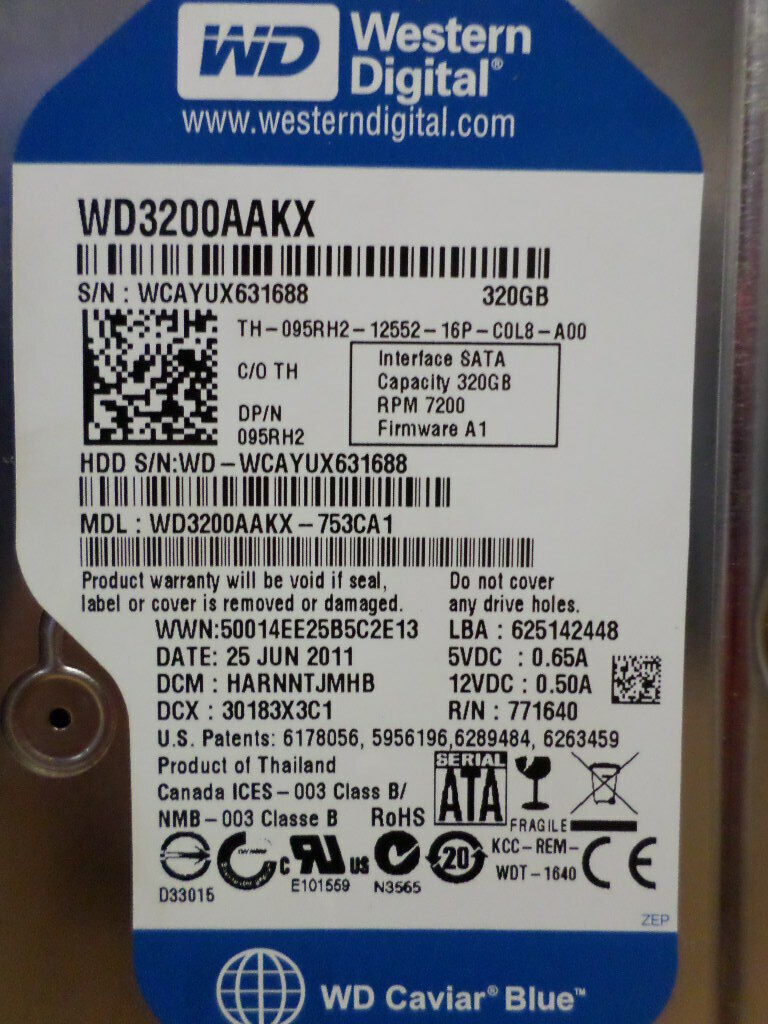 WD Western Digital®
www.westerndigital.com
WD3200AAKX
S/N : WCAYUX631688 320GB
TH-095RH2-12552-16P-C0L8-A00
C/O TH
DP/N
095RH2
Interface SATA
Capacity 320GB
RPM 7200
Firmware A1
HDD S/N:WD-WCAYUX631688
MDL : WD3200AAKX-753CA1
Product warranty will be void if seal,
label or cover is removed or damaged.
Do not cover
any drive holes.
WWN:50014EE25B5C2E13 LBA : 625142448
DATE: 25 JUN 2011 5VDC : 0.65A
DCM : HARNNTJMHB 12VDC : 0.50A
DCX : 30183X3C1 R/N : 771640
U.S. Patents: 6178056, 5956196,6289484, 6263459
Product of Thailand
Canada ICES-003 Class B/
NMB-003 Classe B RoHS
SERIAL
ATA
FRAGILE
D33015
c RU us
E101559
N3565
20
KCC-REM-
WDT-1640
CE
ZEP
WD Caviar® Blue™